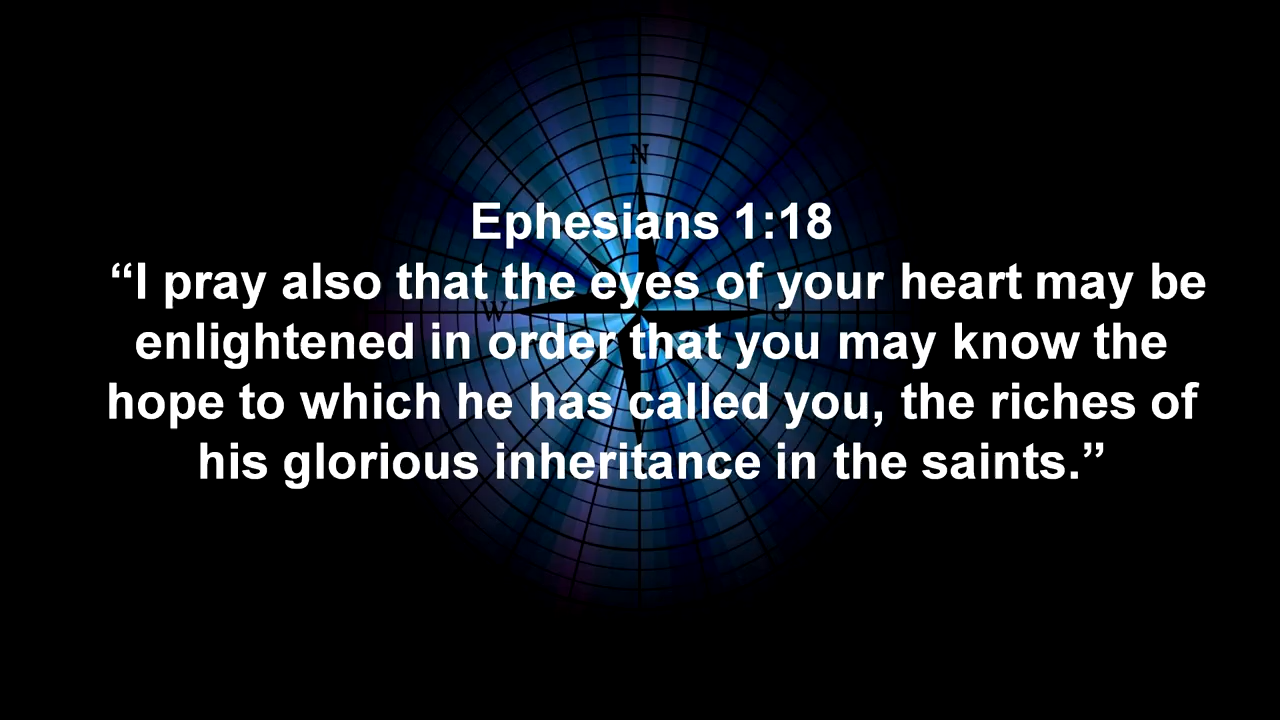 N
Ephesians 1:18
“I pray also that the eyes of your heart may be
W
enlightened in order that you may know the
hope to which he has called you, the riches of
his glorious inheritance in the saints.”